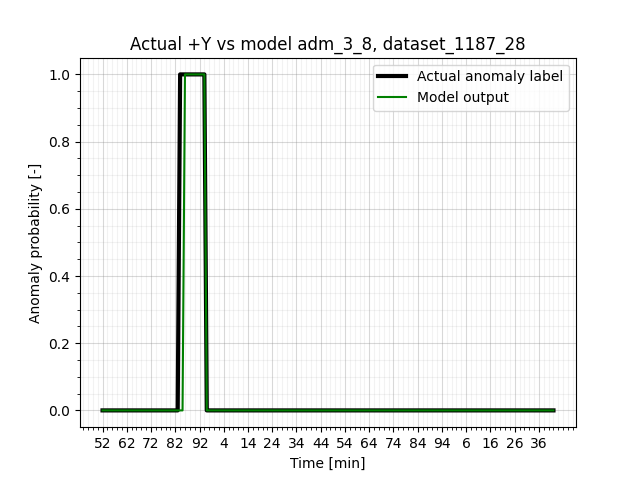 Actual +Y vs model adm_3_8, dataset_1187_28
Actual anomaly label
Model output
Anomaly probability [-]
1.0
0.8
0.6
0.4
0.2
0.0
52 62 72 82 92 4 14 24 34 44 54 64 74 84 94 6 16 26 36
Time [min]